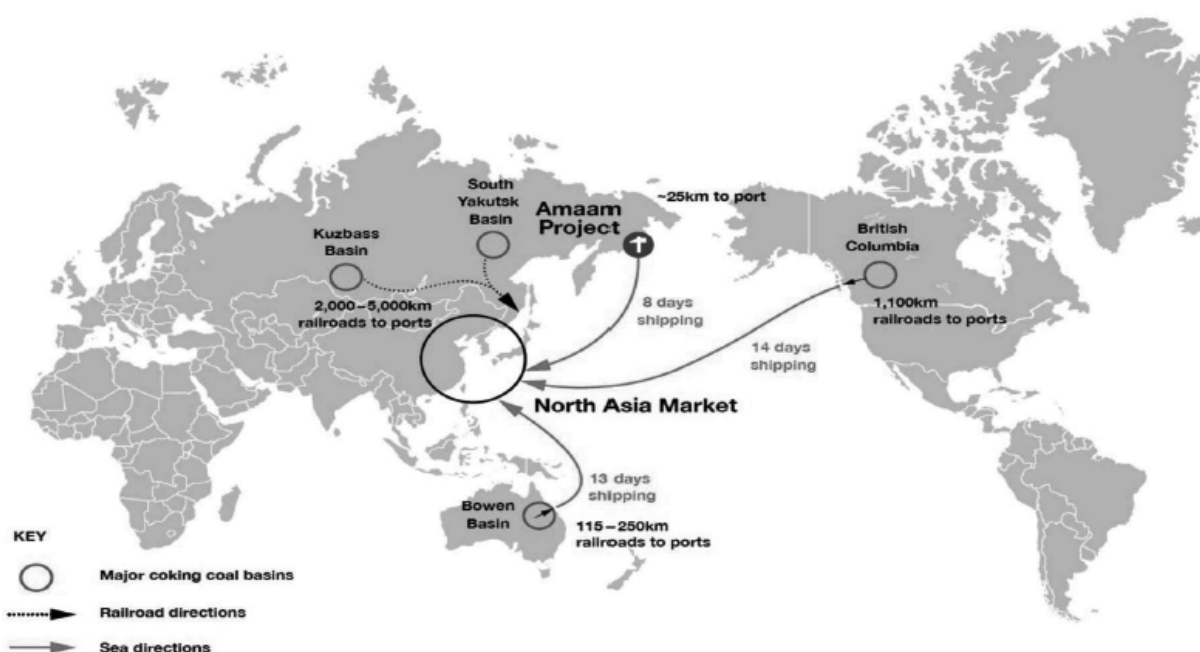 South
Yakutsk
Basin
Amaam
Project
~25km to port
Kuzbass
Basin
British
Columbia
2,000–5,000km
railroads to ports
8 days
shipping
1,100km
railroads to ports
14 days
shipping
North Asia Market
13 days
shipping
Bowen
Basin
115–250km
railroads to ports
KEY
Major coking coal basins
Railroad directions
Sea directions